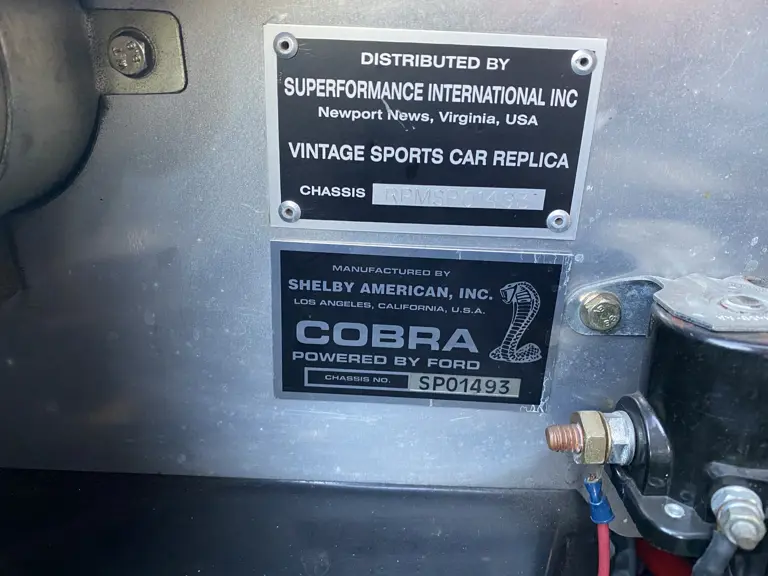 DISTRIBUTED BY
SUPERFORMANCE INTERNATIONAL INC
Newport News, Virginia, USA
VINTAGE SPORTS CAR REPLICA
CHASSIS
MANUFACTURED BY
SHELBY AMERICAN, INC.
LOS ANGELES, CALIFORNIA, U.S.A.
COBRA
POWERED BY FORD
CHASSIS NO. SP01493